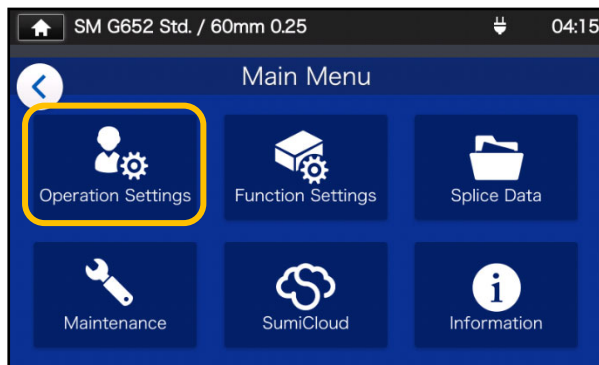 SM G652 Std. / 60mm 0.25
04:15
Main Menu
Operation Settings
Function Settings
Splice Data
Maintenance
SumiCloud
Information